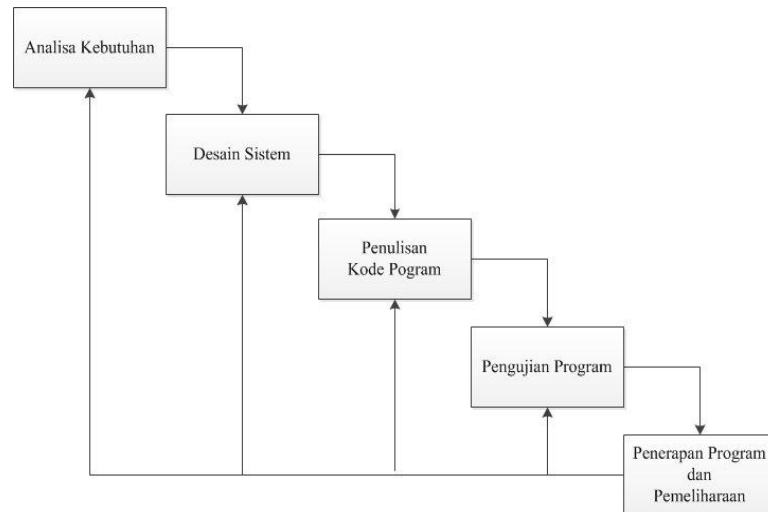 Analisa Kebutuhan
Desain Sistem
Penulisan
Kode Pogram
Pengujian Program
Penerapan Program
dan
Pemeliharaan